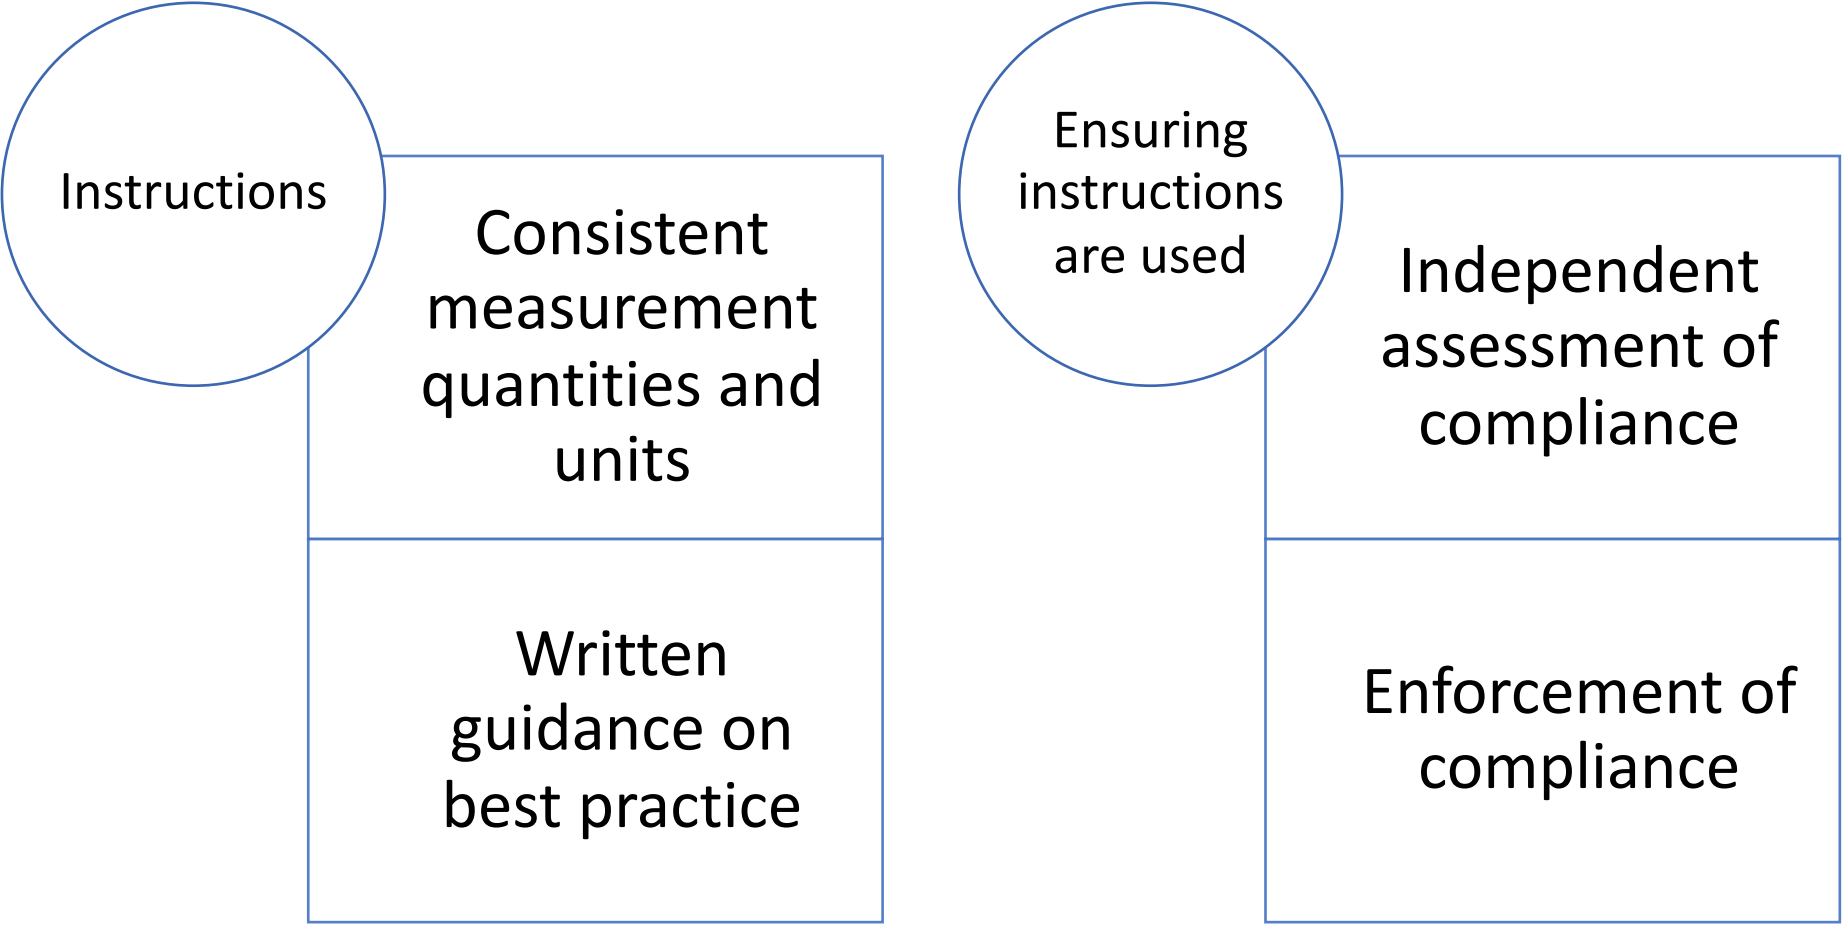 Instructions
Consistent
measurement
quantities and
units
Written
guidance on
best practice
Ensuring
instructions
are used
Independent
assessment of
compliance
Enforcement of
compliance